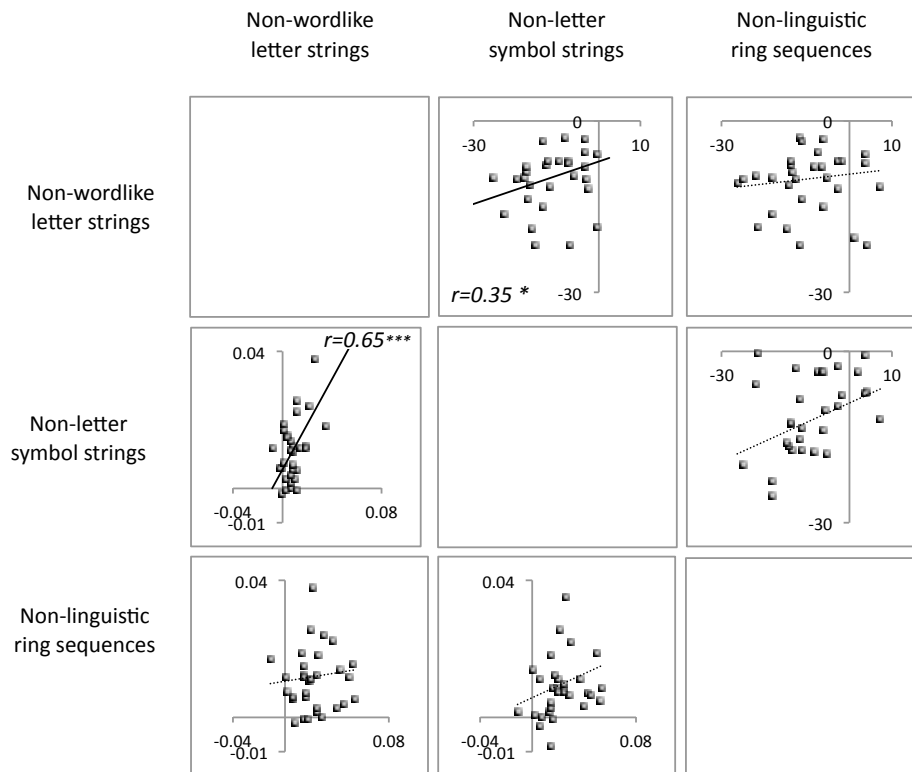 Non-wordlike
letter strings
Non-letter
symbol strings
Non-linguistic
ring sequences
Non-wordlike
letter strings
-30
0
10
-30
r=0.35 *
-30
0
10
-30
Non-letter
symbol strings
0.04
r=0.65***
-0.04
0.08
-0.01
-30
0
10
-30
Non-linguistic
ring sequences
0.04
-0.04
0.08
-0.01
0.04
-0.04
0.08
-0.01